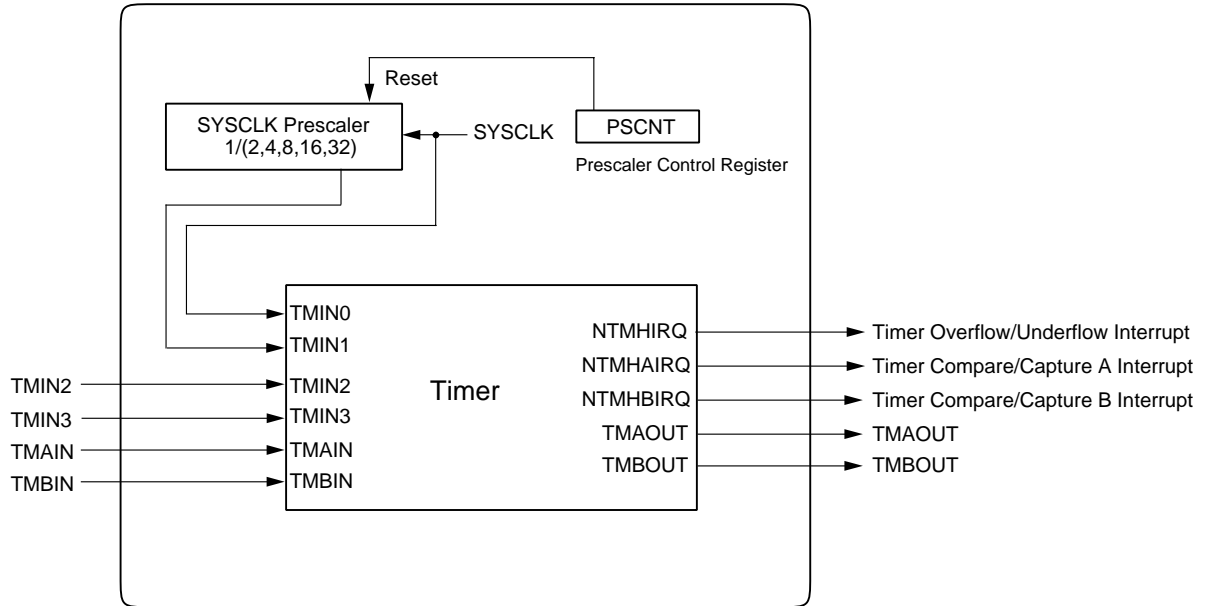 Reset
SYSCLK Prescaler
1/(2,4,8,16,32)
SYSCLK
PSCNT
Prescaler Control Register
TMIN0
TMIN1
TMIN2
TMIN3
TMAIN
TMBIN
TMIN2
TMIN3
TMAIN
TMBIN
Timer
NTMHIRQ
NTMHAIRQ
NTMHBIRQ
TMAOUT
TMBOUT
Timer Overflow/Underflow Interrupt
Timer Compare/Capture A Interrupt
Timer Compare/Capture B Interrupt
TMAOUT
TMBOUT